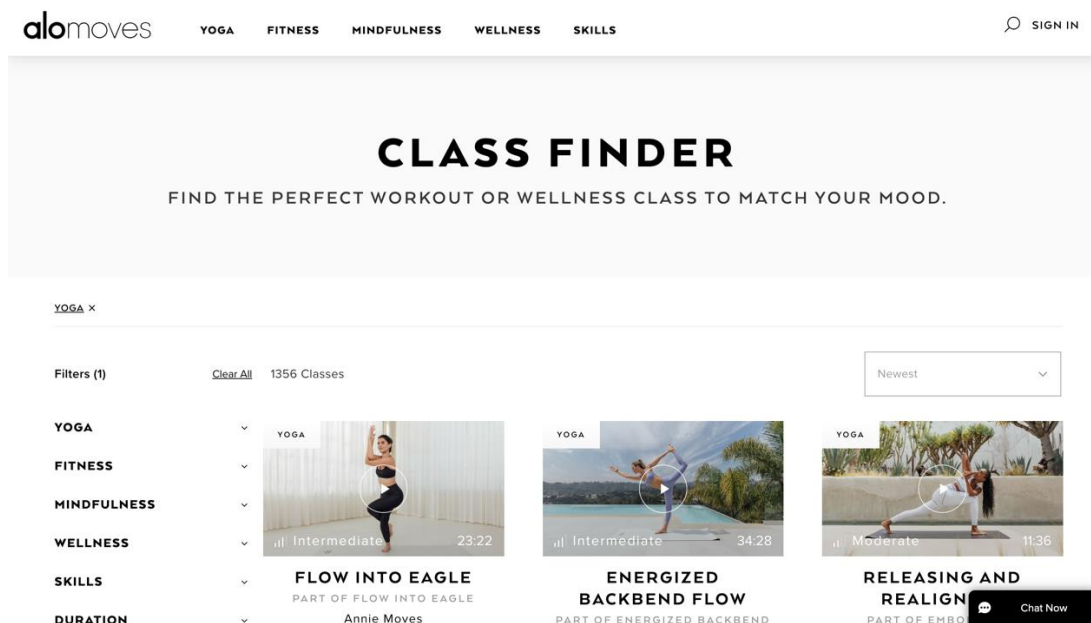 alomoves
YOGA FITNESS MINDFULNESS WELLNESS SKILLS
SIGN IN
CLASS FINDER
FIND THE PERFECT WORKOUT OR WELLNESS CLASS TO MATCH YOUR MOOD.
YOGA ×
Filters (1) Clear All
1356 Classes
Newest
YOGA
FITNESS
MINDFULNESS
WELLNESS
SKILLS
DURATION
YOGA
Intermediate 23:22
FLOW INTO EAGLE
PART OF FLOW INTO EAGLE
Annie Moves
YOGA
Intermediate 34:28
ENERGIZED
BACKBEND FLOW
PART OF ENERGIZED BACKBEND
YOGA
Moderate 11:36
RELEASING AND
REALIGN
PART OF EMBO
Chat Now